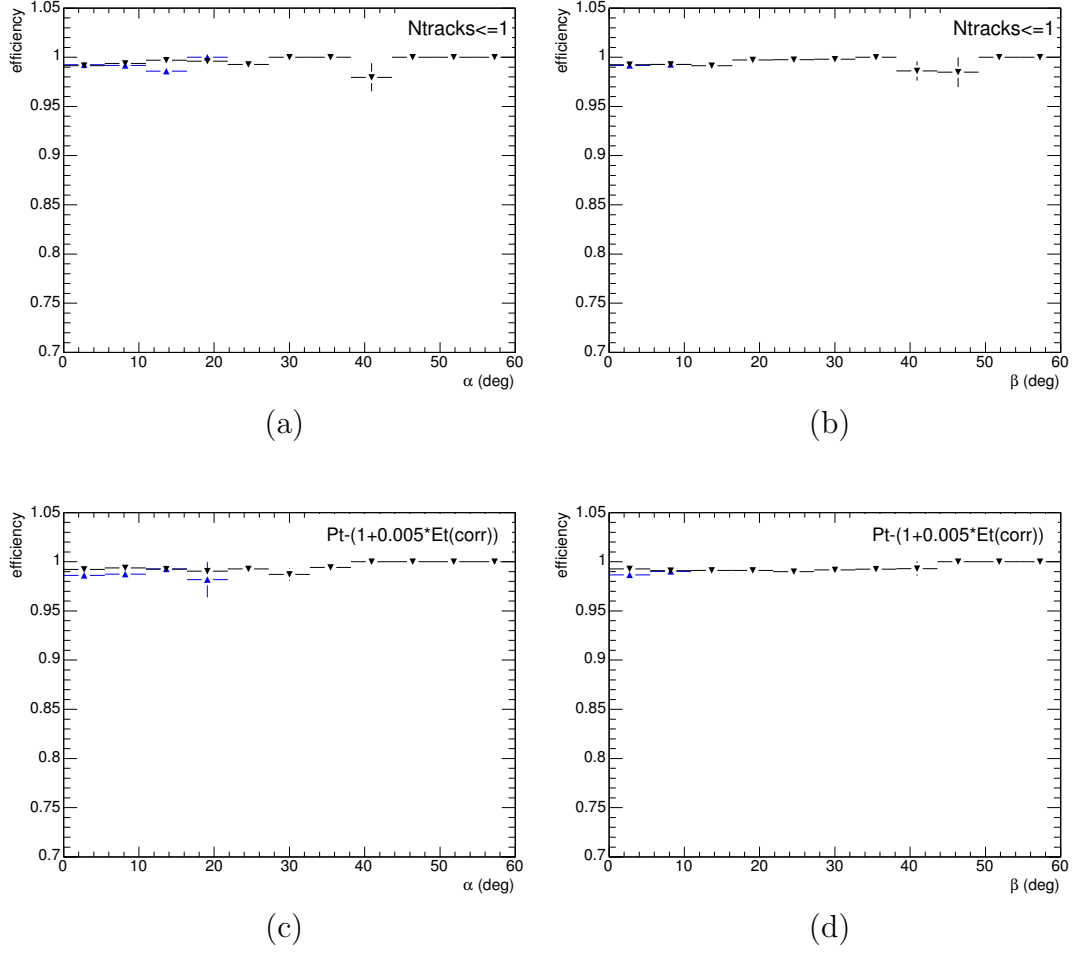 efficiency
Ntracks<=1
1.05
1
0.95
0.9
0.85
0.8
0.75
0.7
0 10 20 30 40 50 60
α (deg)
(a)
efficiency
Ntracks<=1
1.05
1
0.95
0.9
0.85
0.8
0.75
0.7
0 10 20 30 40 50 60
β (deg)
(b)
efficiency
Pt-(1+0.005*Et(corr))
1.05
1
0.95
0.9
0.85
0.8
0.75
0.7
0 10 20 30 40 50 60
α (deg)
(c)
efficiency
Pt-(1+0.005*Et(corr))
1.05
1
0.95
0.9
0.85
0.8
0.75
0.7
0 10 20 30 40 50 60
β (deg)
(d)